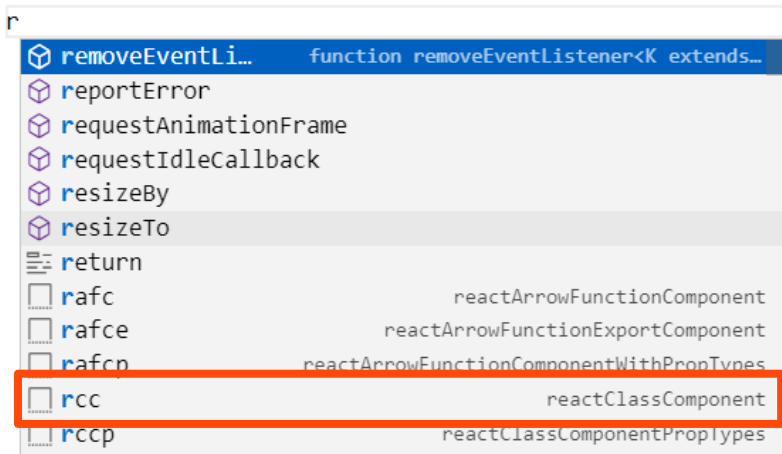 r
removeEventLi… function removeEventListener<K extends…
reportError
requestAnimationFrame
requestIdleCallback
resizeBy
resizeTo
return
rafc reactArrowFunctionComponent
rafce reactArrowFunctionExportComponent
rafcp reactArrowFunctionComponentWithPropTypes
rcc reactClassComponent
rccp reactClassComponentPropTypes